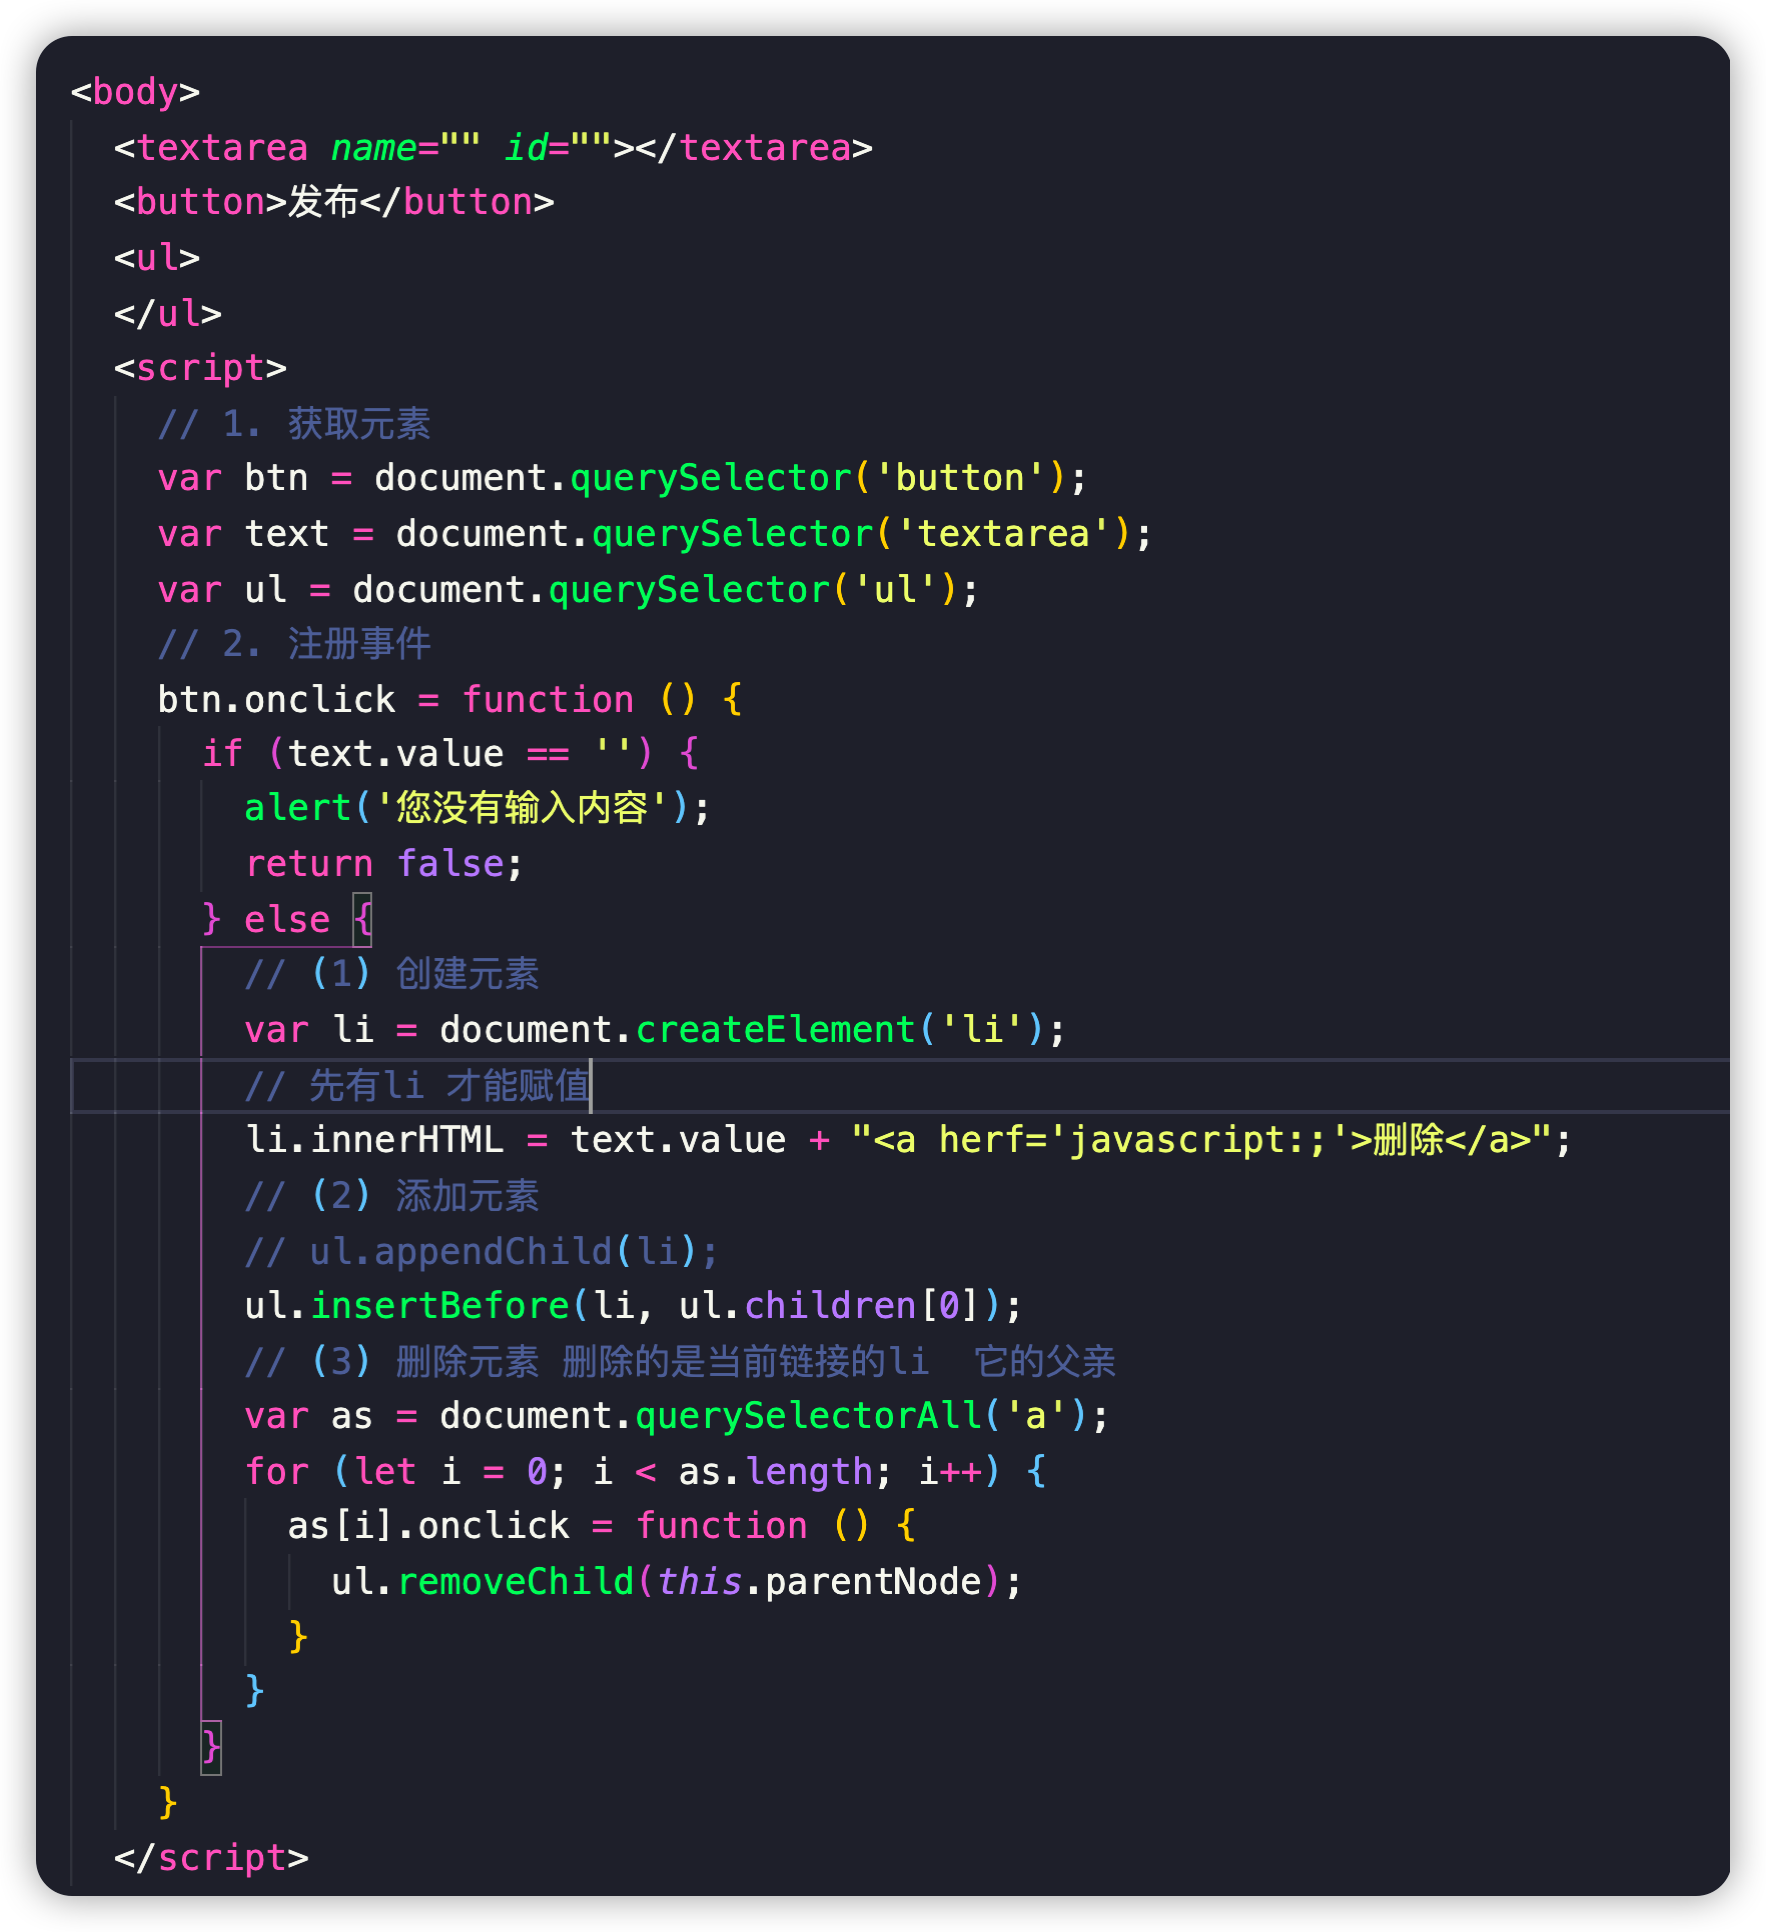 <body>
<textarea name="" id=""></textarea>
<button>发布</button>
<ul>
</ul>
<script>
// 1. 获取元素
var btn = document.querySelector('button');
var text = document.querySelector('textarea');
var ul = document.querySelector('ul');
// 2. 注册事件
btn.onclick = function () {
if (text.value == '') {
alert('您没有输入内容');
return false;
} else {
// (1) 创建元素
var li = document.createElement('li');
// 先有li 才能赋值
li.innerHTML = text.value + "<a herf='javascript:;'>删除</a>";
// (2) 添加元素
// ul.appendChild(li);
ul.insertBefore(li, ul.children[0]);
// (3) 删除元素 删除的是当前链接的li  它的父亲
var as = document.querySelectorAll('a');
for (let i = 0; i < as.length; i++) {
as[i].onclick = function () {
ul.removeChild(this.parentNode);
}
}
}
}
</script>